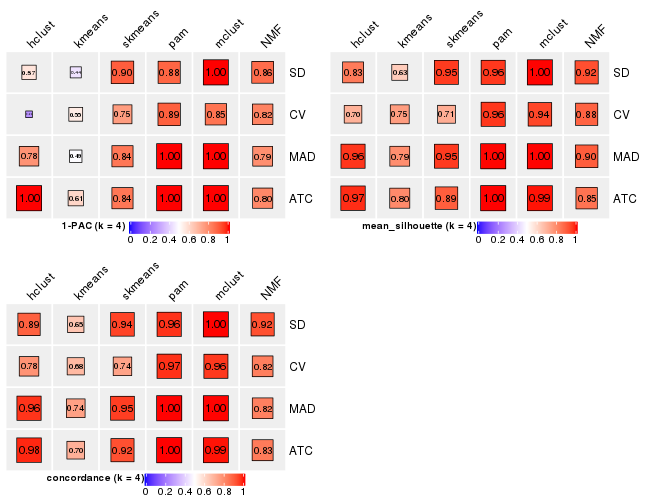 hclust kmeans skmeans pam mclust NMF
0.57 0.44 0.90 0.88 1.00 0.86 SD
0.55 0.75 0.89 0.85 0.82 CV
0.78 0.49 0.84 1.00 1.00 0.79 MAD
1.00 0.61 0.84 1.00 1.00 0.80 ATC
1-PAC (k = 4)
0 0.2 0.4 0.6 0.8 1
hclust kmeans skmeans pam mclust NMF
0.83 0.63 0.95 0.96 1.00 0.92 SD
0.70 0.75 0.71 0.96 0.94 0.88 CV
0.96 0.79 0.95 1.00 1.00 0.90 MAD
0.97 0.80 0.89 1.00 0.99 0.85 ATC
mean_silhouette (k = 4)
0 0.2 0.4 0.6 0.8 1
hclust kmeans skmeans pam mclust NMF
0.89 0.65 0.94 0.96 1.00 0.92 SD
0.78 0.68 0.74 0.97 0.96 0.82 CV
0.96 0.74 0.95 1.00 1.00 0.82 MAD
0.98 0.70 0.92 1.00 0.99 0.83 ATC
concordance (k = 4)
0 0.2 0.4 0.6 0.8 1